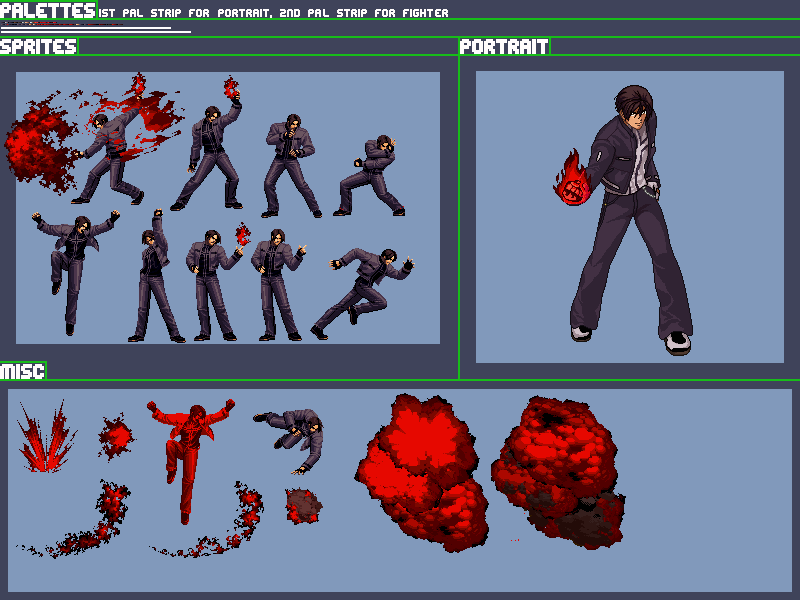 PALETTES 1ST PAL STRIP FOR PORTRAIT, 2ND PAL STRIP FOR FIGHTER
SPRITES
PORTRAIT
MISC